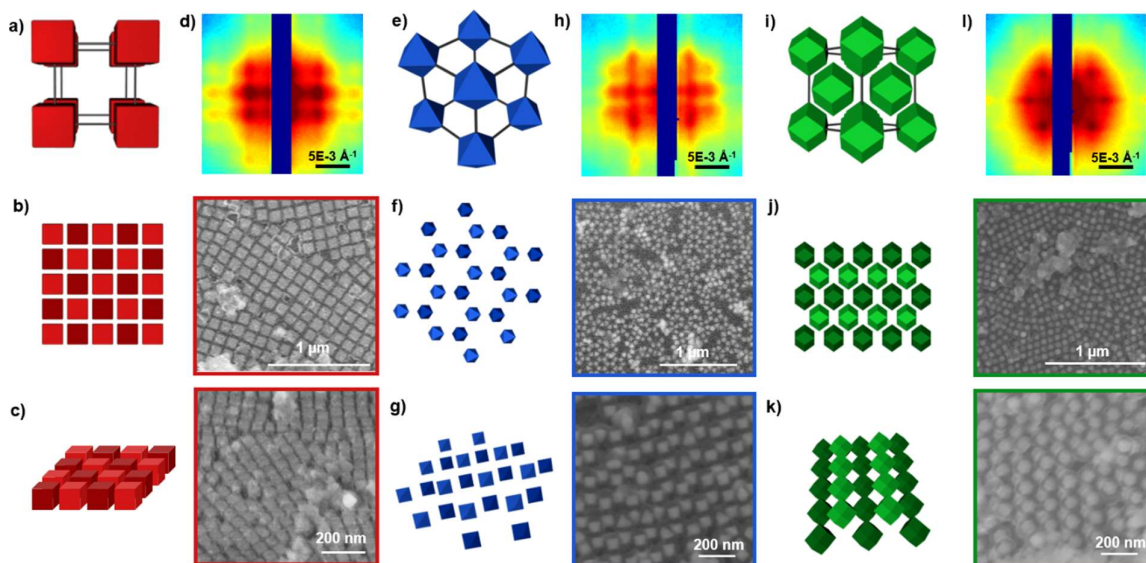 a)
d)
e)
h)
i)
l)
5E-3 Å⁻¹
5E-3 Å⁻¹
5E-3 Å⁻¹
b)
f)
j)
1 µm
1 µm
1 µm
c)
g)
k)
200 nm
200 nm
200 nm